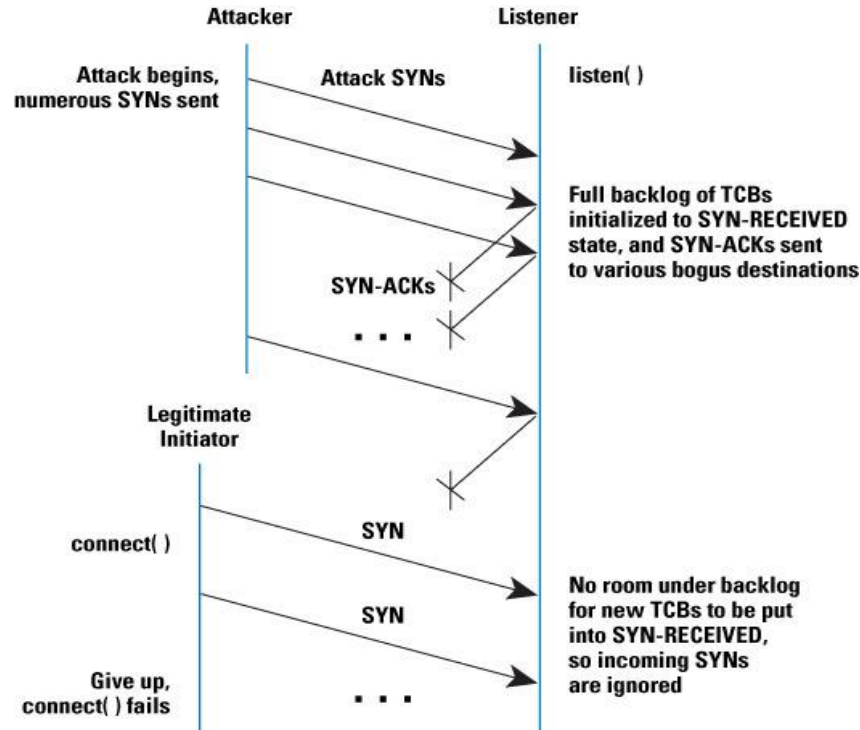 Attacker
Listener
Attack begins,
numerous SYNs sent
Attack SYNs
listen( )
Full backlog of TCBs
initialized to SYN-RECEIVED
state, and SYN-ACKs sent
to various bogus destinations
SYN-ACKs
. . .
Legitimate
Initiator
connect( )
SYN
SYN
No room under backlog
for new TCBs to be put
into SYN-RECEIVED,
so incoming SYNs
are ignored
Give up,
connect( ) fails
. . .